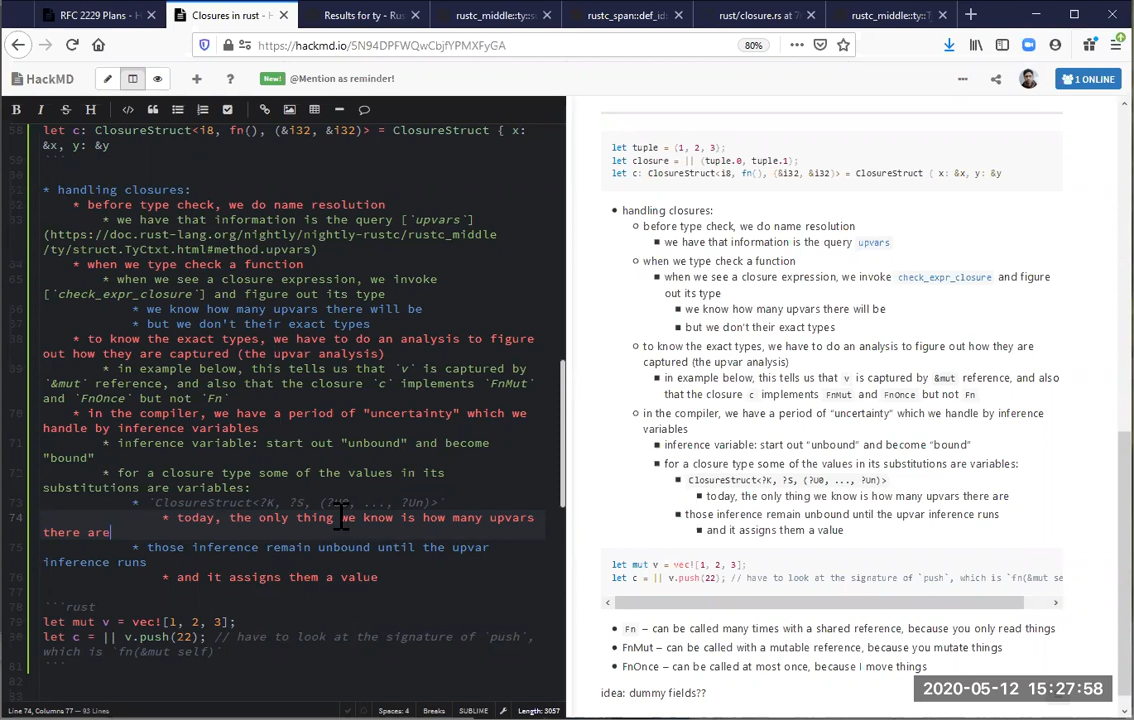 RFC 2229 Plans - H
Closures in rust -
Results for ty -
rustc_middle::ty::
rustc_span::def_id
rust/closure.rs at
rustc_middle::ty::T
https://hackmd.io/5N94DPFWQwCbjfYPMXFyGA
80%
HackMD
New!
@Mention as reminder!
1 ONLINE
58
let c: ClosureStruct<i8, fn(), (&i32, &i32)> = ClosureStruct { x:
&x, y: &y
```
* handling closures:
* before type check, we do name resolution
* we have that information is the query [`upvars`]
(https://doc.rust-lang.org/nightly/nightly-rustc/rustc_middle
/ty/struct.TyCtxt.html#method.upvars)
* when we type check a function
* when we see a closure expression, we invoke
[`check_expr_closure`] and figure out its type
* we know how many upvars there will be
* but we don't their exact types
* to know the exact types, we have to do an analysis to figure
out how they are captured (the upvar analysis)
* in example below, this tells us that `v` is captured by
`&mut` reference, and also that the closure `c` implements `FnMut`
and `FnOnce` but not `Fn`
* in the compiler, we have a period of "uncertainty" which we
handle by inference variables
71
* inference variable: start out "unbound" and become
"bound"
72
* for a closure type some of the values in its
substitutions are variables:
73
* `ClosureStruct<?K, ?S, (?U0, ..., ?Un)>`
74
* today, the only thing we know is how many upvars
there are
75
* those inference remain unbound until the upvar
inference runs
76
* and it assigns them a value
77
78
```rust
let mut v = vec![1, 2, 3];
let c = || v.push(22); // have to look at the signature of `push`,
which is `fn(&mut self)`
81
```
82
Line 74, Columns 77 — 93 Lines
Spaces: 4
Breaks
SUBLIME
Length: 3057
let tuple = (1, 2, 3);
let closure = || (tuple.0, tuple.1);
let c: ClosureStruct<i8, fn(), (&i32, &i32)> = ClosureStruct { x: &x, y: &y
handling closures:
before type check, we do name resolution
we have that information is the query upvars
when we type check a function
when we see a closure expression, we invoke check_expr_closure and figure
out its type
we know how many upvars there will be
but we don't their exact types
to know the exact types, we have to do an analysis to figure out how they are
captured (the upvar analysis)
in example below, this tells us that v is captured by &mut reference, and also
that the closure c implements FnMut and FnOnce but not Fn
in the compiler, we have a period of "uncertainty" which we handle by inference
variables
inference variable: start out "unbound" and become "bound"
for a closure type some of the values in its substitutions are variables:
ClosureStruct<?K, ?S, (?U0, ..., ?Un)>
today, the only thing we know is how many upvars there are
those inference remain unbound until the upvar inference runs
and it assigns them a value
let mut v = vec![1, 2, 3];
let c = || v.push(22); // have to look at the signature of `push`, which is `fn(&mut se
Fn – can be called many times with a shared reference, because you only read things
FnMut – can be called with a mutable reference, because you mutate things
FnOnce – can be called at most once, because I move things
idea: dummy fields??
2020-05-12 15:27:58